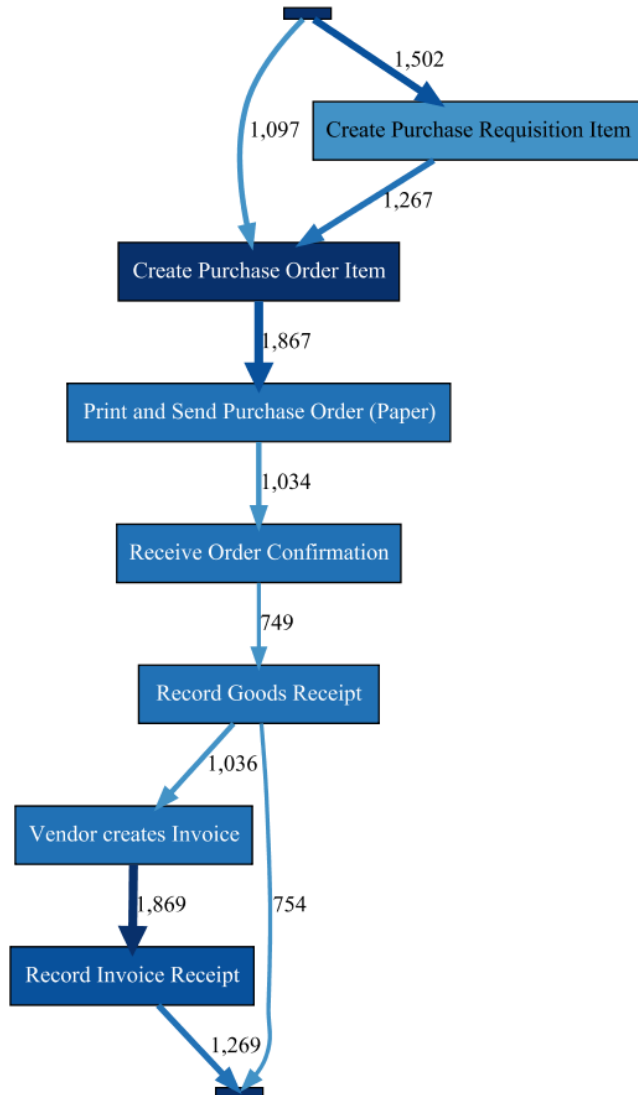 1,502
1,097
Create Purchase Requisition Item
1,267
Create Purchase Order Item
1,867
Print and Send Purchase Order (Paper)
1,034
Receive Order Confirmation
749
Record Goods Receipt
1,036
Vendor creates Invoice
1,869
754
Record Invoice Receipt
1,269